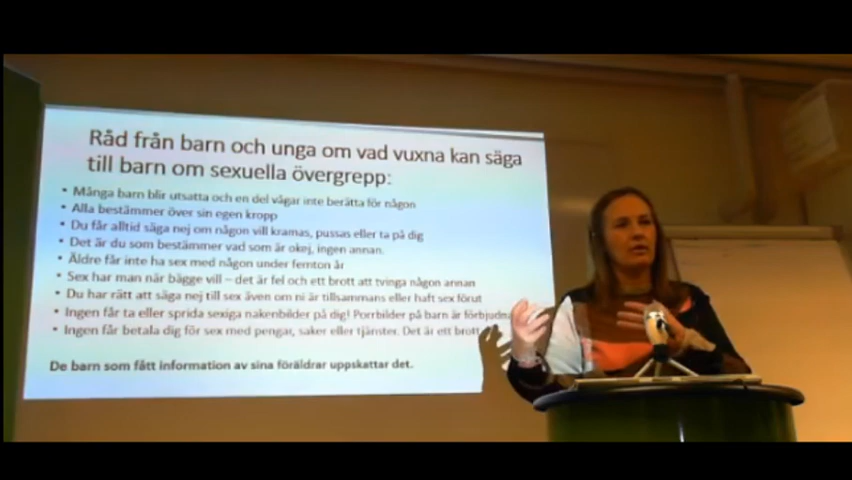 Råd från barn och unga om vad vuxna kan säga
till barn om sexuella övergrepp:
• Många barn blir utsatta och en del vågar inte berätta för någon
• Alla bestämmer över sin egen kropp
• Du får alltid säga nej om någon vill kramas, pussas eller ta på dig
• Det är du som bestämmer vad som är okej, ingen annan.
• Äldre får inte ha sex med någon under femton år
• Sex har man när bägge vill – det är fel och ett brott att tvinga någon annan
• Du har rätt att säga nej till sex även om ni är tillsammans eller haft sex förut
• Ingen får ta eller sprida sexiga nakenbilder på dig! Porrbilder på barn är förbjudna
• Ingen får betala dig för sex med pengar, saker eller tjänster. Det är ett brott
De barn som fått information av sina föräldrar uppskattar det.